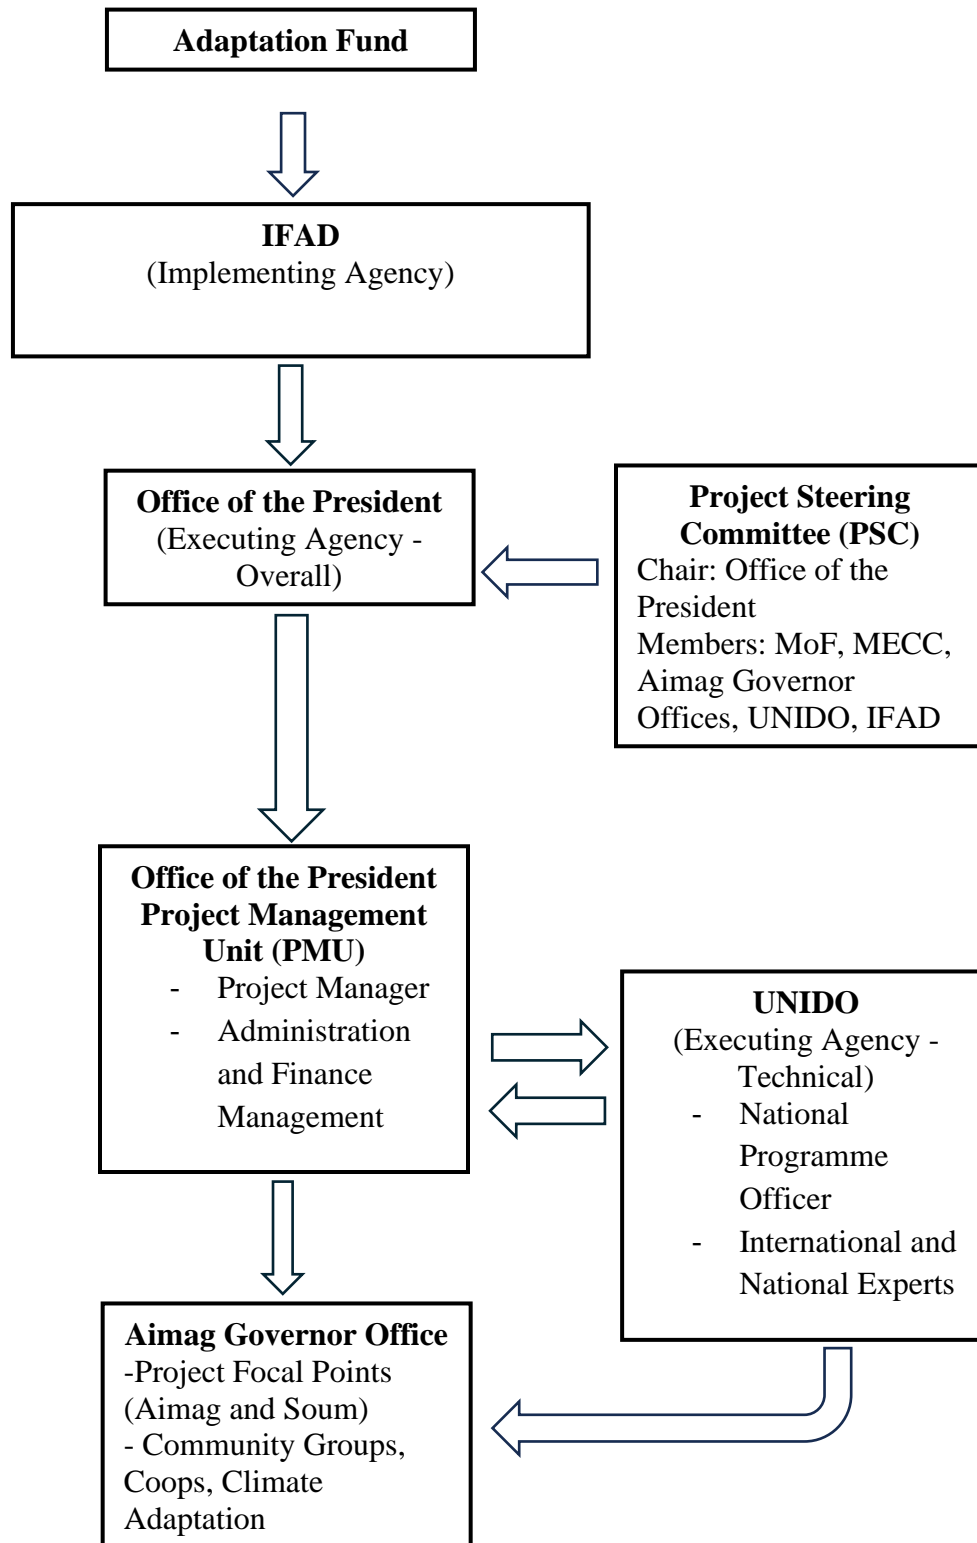 Adaptation Fund
IFAD
(Implementing Agency)
Office of the President
(Executing Agency -
Overall)
Project Steering
Committee (PSC)
Chair: Office of the
President
Members: MoF, MECC,
Aimag Governor
Offices, UNIDO, IFAD
Office of the President
Project Management
Unit (PMU)
- Project Manager
- Administration
and Finance
Management
UNIDO
(Executing Agency -
Technical)
- National
Programme
Officer
- International and
National Experts
Aimag Governor Office
-Project Focal Points
(Aimag and Soum)
- Community Groups,
Coops, Climate
Adaptation